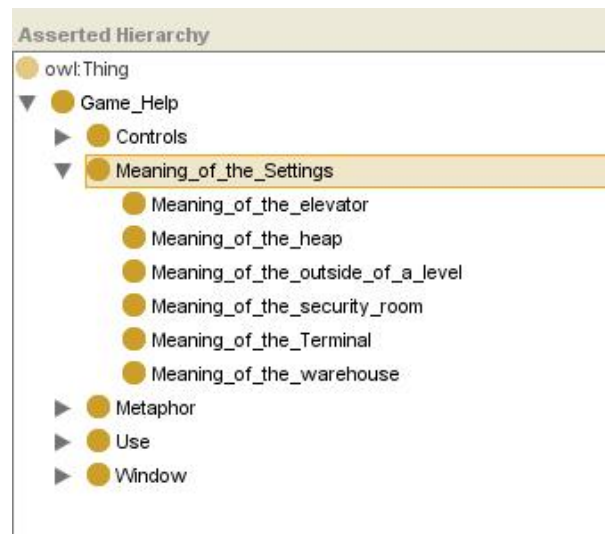 Asserted Hierarchy
owl:Thing
Game_Help
Controls
Meaning_of_the_Settings
Meaning_of_the_elevator
Meaning_of_the_heap
Meaning_of_the_outside_of_a_level
Meaning_of_the_security_room
Meaning_of_the_Terminal
Meaning_of_the_warehouse
Metaphor
Use
Window